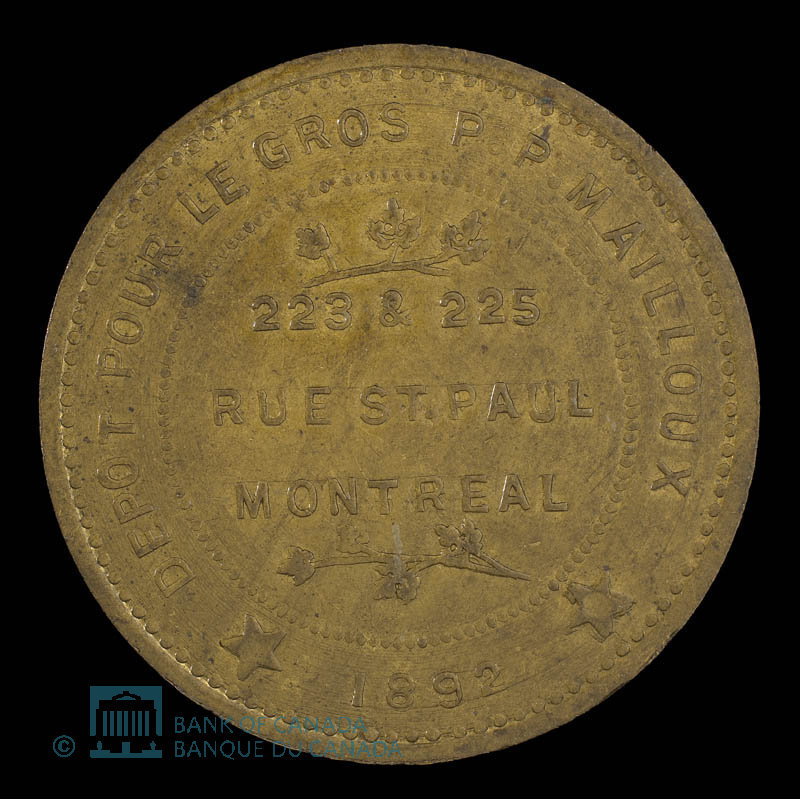 DEPOT POUR LE GROS P. P. MAILLOUX
223 & 225
RUE ST. PAUL
MONTREAL
1892
© BANK OF CANADA
BANQUE DU CANADA